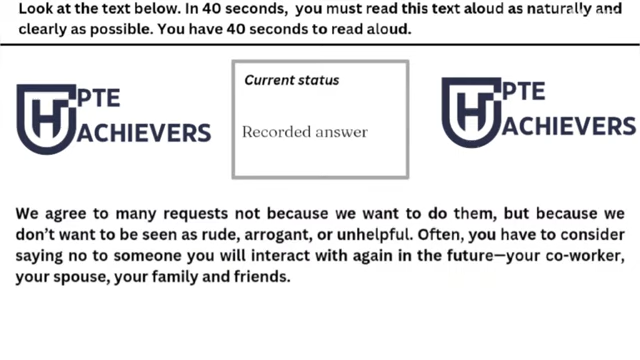 Look at the text below. In 40 seconds, you must read this text aloud as naturally and
clearly as possible. You have 40 seconds to read aloud.
PTE
ACHIEVERS
Current status
Recorded answer
PTE
ACHIEVERS
We agree to many requests not because we want to do them, but because we
don't want to be seen as rude, arrogant, or unhelpful. Often, you have to consider
saying no to someone you will interact with again in the future—your co-worker,
your spouse, your family and friends.